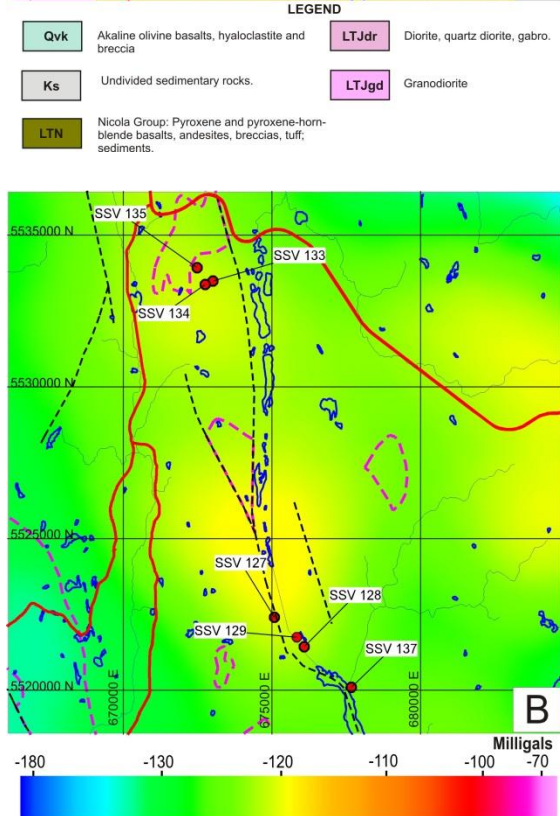 LEGEND
Qvk
Akaline olivine basalts, hyaloclastite and
breccia
LTJdr
Diorite, quartz diorite, gabro.
Ks
Undivided sedimentary rocks.
LTJgd
Granodiorite
LTN
Nicola Group: Pyroxene and pyroxene-horn-
blende basalts, andesites, breccias, tuff;
sediments.
SSV 135
5535000 N
SSV 133
SSV 134
5530000 N
5525000 N
SSV 127
SSV 128
SSV 129
SSV 137
5520000 N
670000 E
675000 E
680000 E
B
Milligals
-180
-130
-120
-110
-100
-70